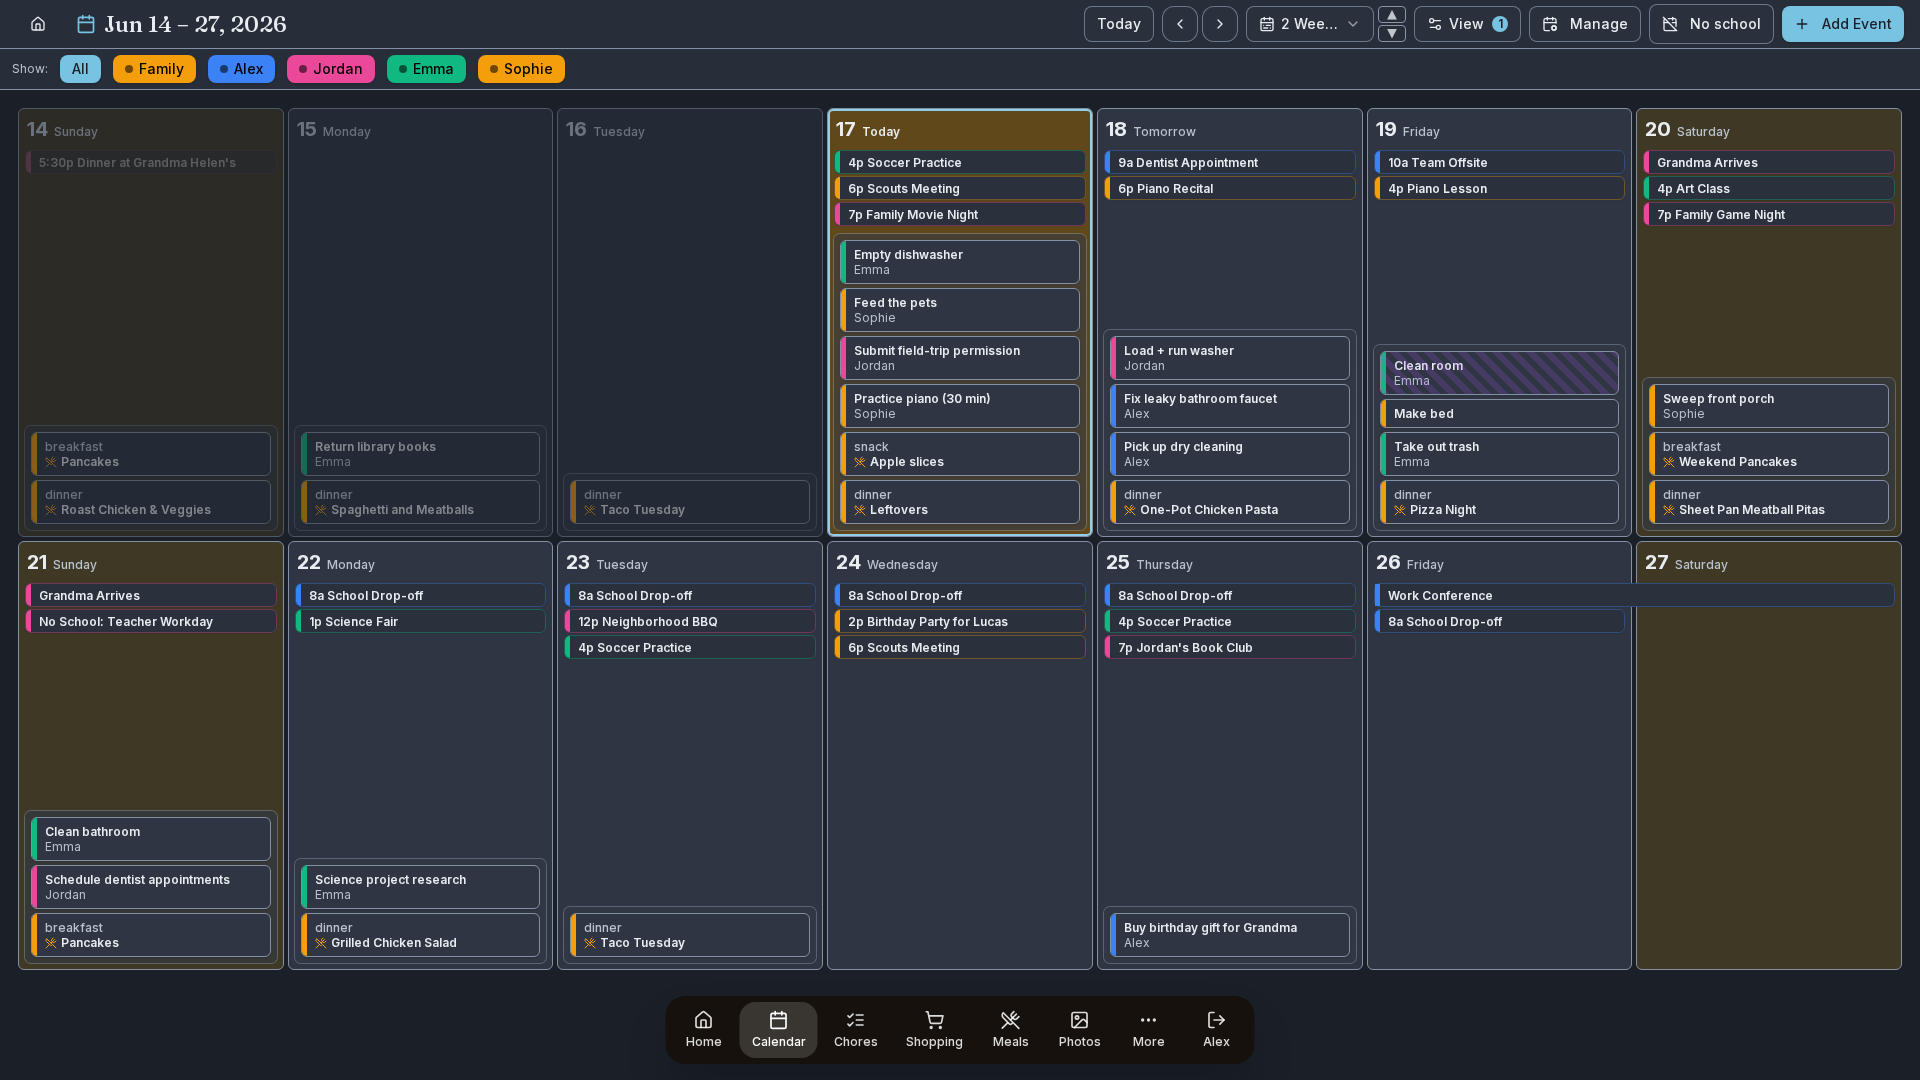 Jun 14 – 27, 2026
Today
2 Wee...
View 1
Manage
No school
Add Event
Show:
All
Family
Alex
Jordan
Emma
Sophie
14 Sunday
5:30p Dinner at Grandma Helen's
breakfast
Pancakes
dinner
Roast Chicken & Veggies
15 Monday
Return library books
Emma
dinner
Spaghetti and Meatballs
16 Tuesday
dinner
Taco Tuesday
17 Today
4p Soccer Practice
6p Scouts Meeting
7p Family Movie Night
Empty dishwasher
Emma
Feed the pets
Sophie
Submit field-trip permission
Jordan
Practice piano (30 min)
Sophie
snack
Apple slices
dinner
Leftovers
18 Tomorrow
9a Dentist Appointment
6p Piano Recital
Load + run washer
Jordan
Fix leaky bathroom faucet
Alex
Pick up dry cleaning
Alex
dinner
One-Pot Chicken Pasta
19 Friday
10a Team Offsite
4p Piano Lesson
Clean room
Emma
Make bed
Take out trash
Emma
dinner
Pizza Night
20 Saturday
Grandma Arrives
4p Art Class
7p Family Game Night
Sweep front porch
Sophie
breakfast
Weekend Pancakes
dinner
Sheet Pan Meatball Pitas
21 Sunday
Grandma Arrives
No School: Teacher Workday
Clean bathroom
Emma
Schedule dentist appointments
Jordan
breakfast
Pancakes
22 Monday
8a School Drop-off
1p Science Fair
Science project research
Emma
dinner
Grilled Chicken Salad
23 Tuesday
8a School Drop-off
12p Neighborhood BBQ
4p Soccer Practice
dinner
Taco Tuesday
24 Wednesday
8a School Drop-off
2p Birthday Party for Lucas
6p Scouts Meeting
25 Thursday
8a School Drop-off
4p Soccer Practice
7p Jordan's Book Club
Buy birthday gift for Grandma
Alex
26 Friday
Work Conference
8a School Drop-off
27 Saturday
Home
Calendar
Chores
Shopping
Meals
Photos
More
Alex